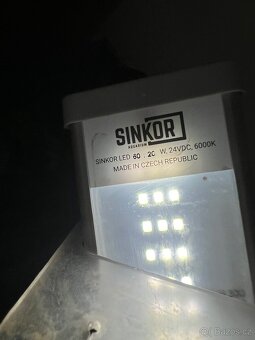 SINKOR
AQUARIUM
SINKOR LED 60 . 20 W, 24VDC, 6000K
MADE IN CZECH REPUBLIC